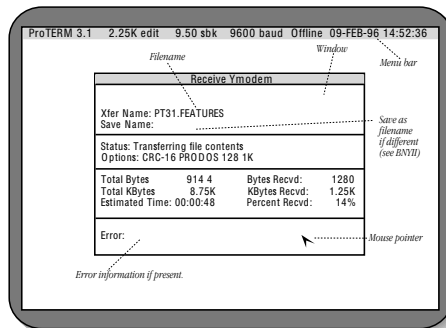 ProTERM 3.1 2.25K edit 9.50 sbk 9600 baud Offline 09-FEB-96 14:52:36
Filename
Window
Menu bar
Receive Ymodem
Xfer Name: PT31.FEATURES
Save Name:
Save as
filename
if different
(see BNYII)
Status: Transferring file contents
Options: CRC-16 PRODOS 128 1K
Total Bytes 914 4 Bytes Recvd: 1280
Total KBytes 8.75K KBytes Recvd: 1.25K
Estimated Time: 00:00:48 Percent Recvd: 14%
Error:
Mouse pointer
Error information if present.